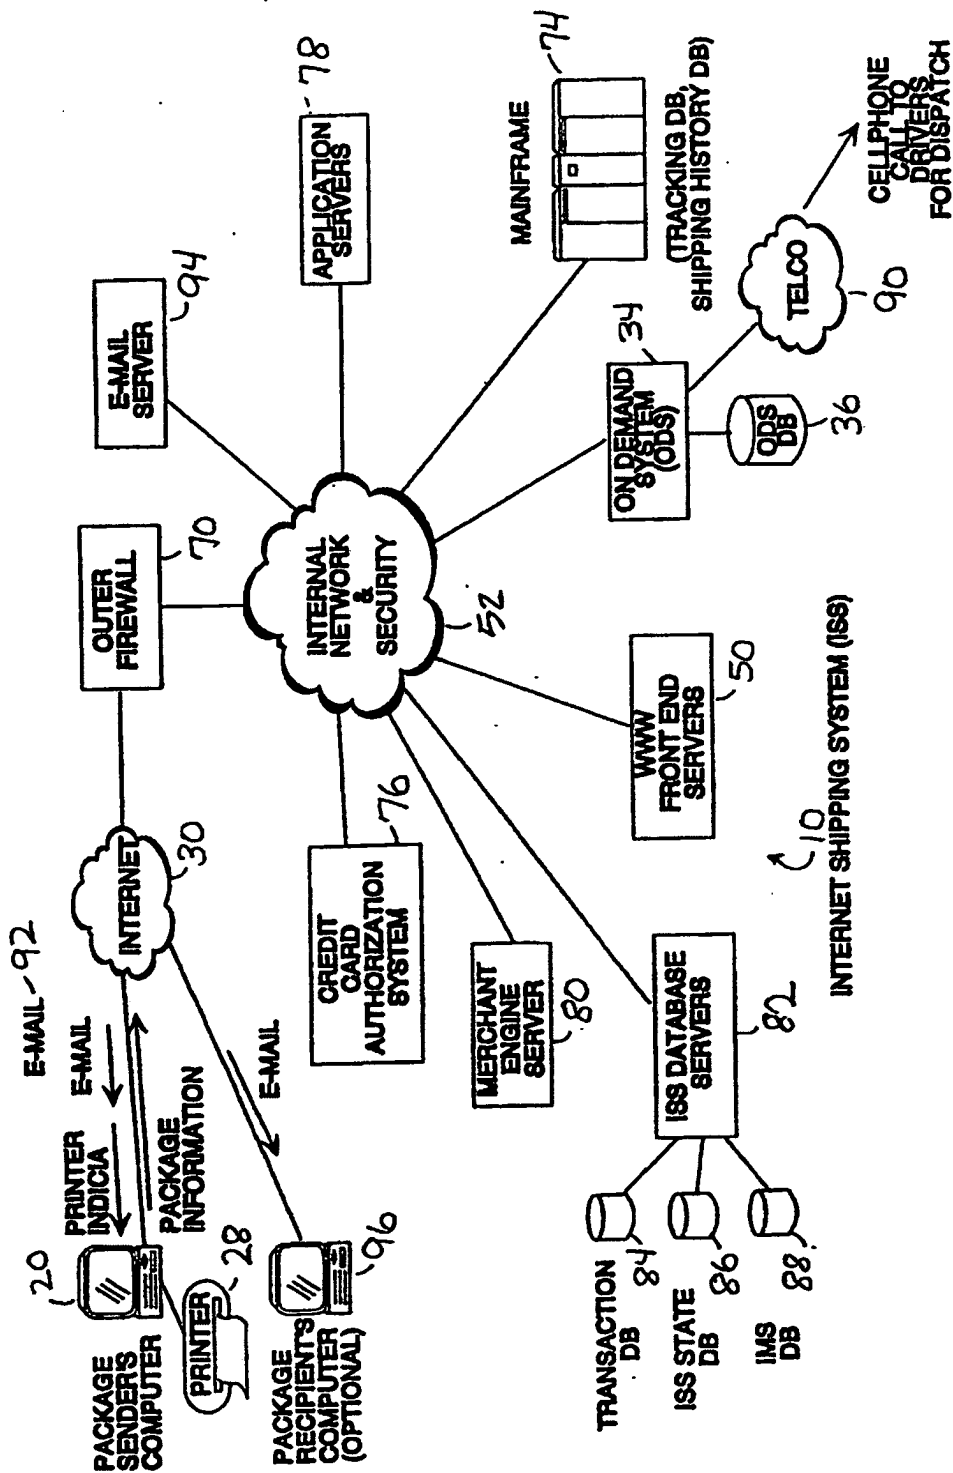 PACKAGE
SENDER'S
COMPUTER
20
PRINTER
28
PRINTER
INDICIA
E-MAIL
E-MAIL 92
PACKAGE
INFORMATION
PACKAGE
RECIPIENT'S
COMPUTER
(OPTIONAL)
96
E-MAIL
INTERNET
30
OUTER
FIREWALL
70
E-MAIL
SERVER
94
APPLICATION
SERVERS
78
INTERNAL
NETWORK
&
SECURITY
52
CREDIT
CARD
AUTHORIZATION
SYSTEM
76
MERCHANT
ENGINE
SERVER
80
MAINFRAME
74
(TRACKING DB,
SHIPPING HISTORY DB)
ON DEMAND
SYSTEM
(ODS)
34
ODS
DB
36
TELCO
90
CELLPHONE
CALL TO
DRIVERS
FOR DISPATCH
WWW
FRONT END
SERVERS
50
ISS DATABASE
SERVERS
82
TRANSACTION
DB
84
ISS STATE
DB
86
IMS
DB
88
10
INTERNET SHIPPING SYSTEM (ISS)